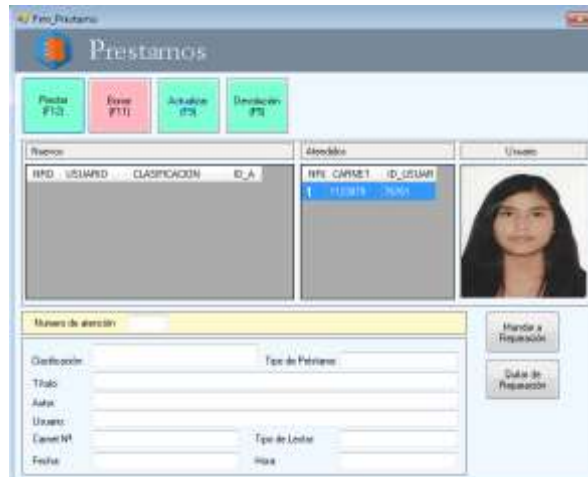 Frm_Prestamo
Prestamos
Prestar (F12)
Borrar (F11)
Actualizar (F9)
Devolución (F5)
Nuevos
Atendidos
Usuario
NRO USUARIO CLASIFICACION ID_A
NRO CARNET ID_USUAR
1
Numero de atención
Mandar a Reparación
Quitar de Reparación
Clasificación
Tipo de Préstamo
Titulo
Autor
Usuario
Carnet Nº
Tipo de Lector
Fecha
Hora